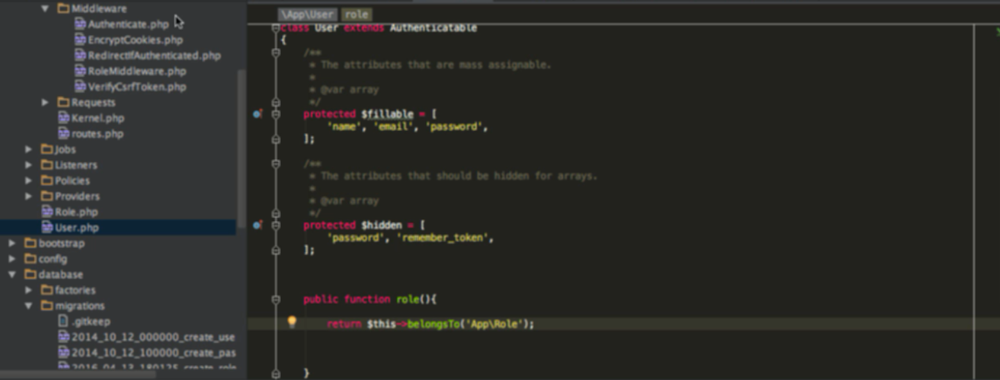 Middleware
Authenticate.php
EncryptCookies.php
RedirectIfAuthenticated.php
RoleMiddleware.php
VerifyCsrfToken.php
Requests
Kernel.php
routes.php
Jobs
Listeners
Policies
Providers
Role.php
User.php
bootstrap
config
database
factories
migrations
.gitkeep
2014_10_12_000000_create_use
2014_10_12_100000_create_pas
2016_04_13_180125_create_role
\App\User role
class User extends Authenticatable
{
/**
* The attributes that are mass assignable.
*
* @var array
*/
protected $fillable = [
'name', 'email', 'password',
];
/**
* The attributes that should be hidden for arrays.
*
* @var array
*/
protected $hidden = [
'password', 'remember_token',
];
public function role(){
return $this->belongsTo('App\Role');
}